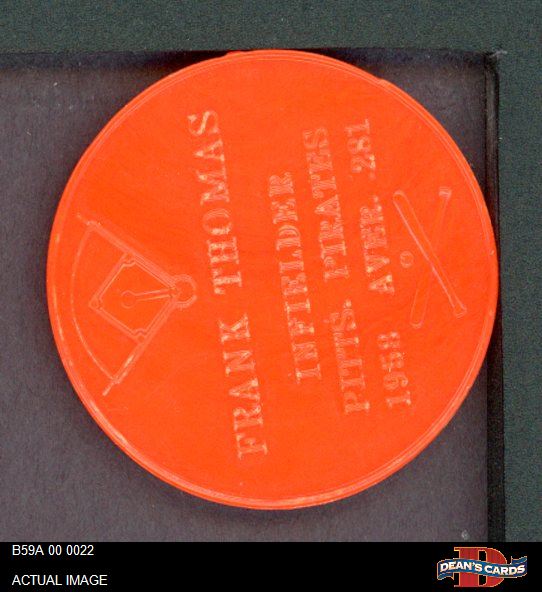 FRANK THOMAS
INFIELDER
PITTS. PIRATES
1958 AVER. 281
B59A 00 0022
ACTUAL IMAGE
DEAN'S CARDS